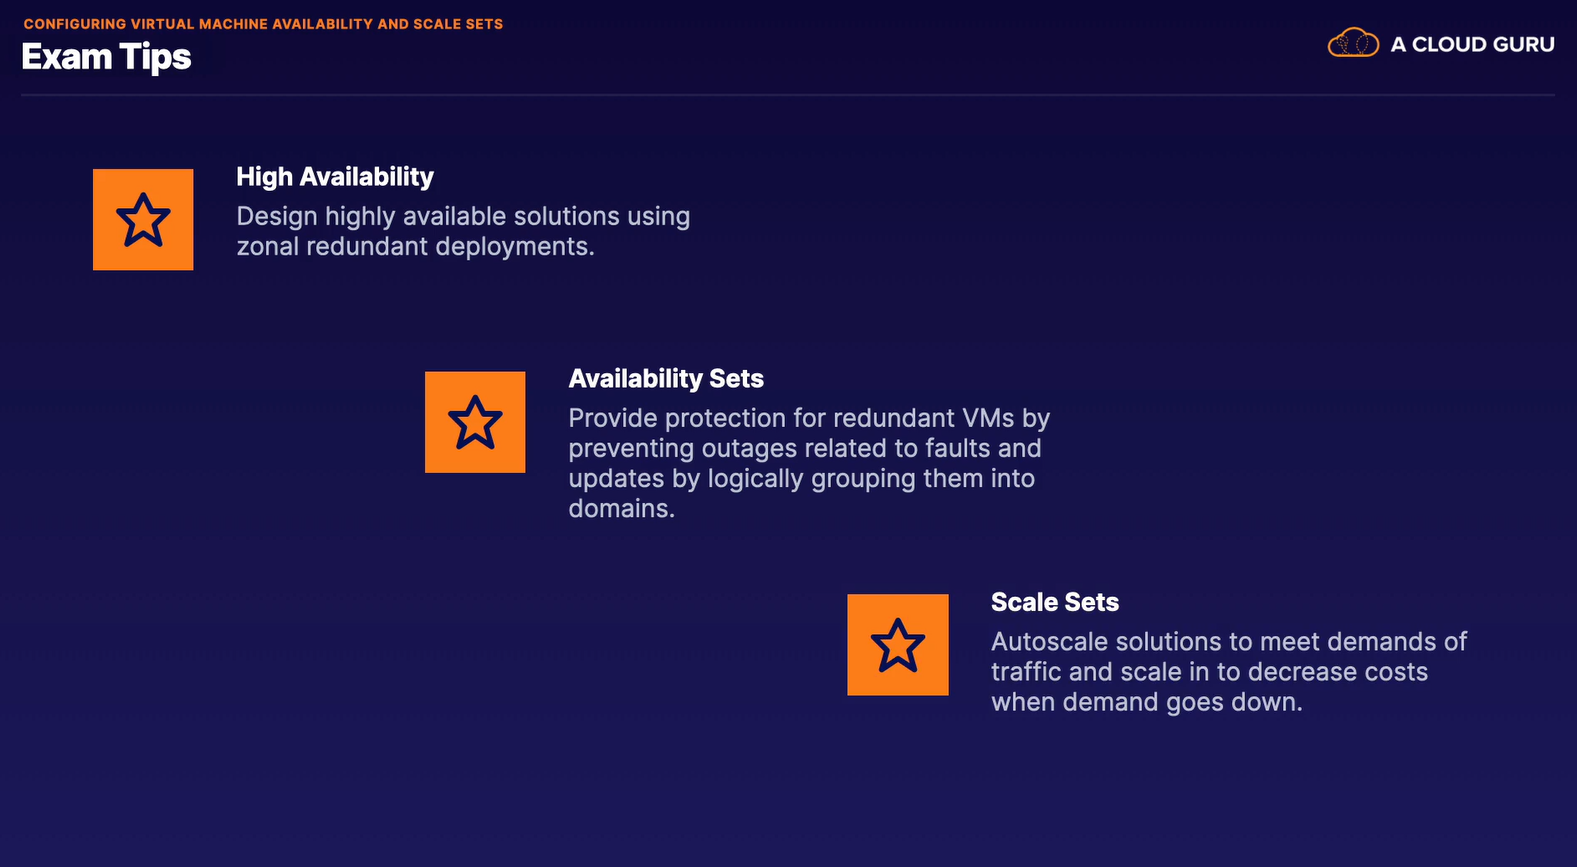 CONFIGURING VIRTUAL MACHINE AVAILABILITY AND SCALE SETS
Exam Tips
A CLOUD GURU
High Availability
Design highly available solutions using
zonal redundant deployments.
Availability Sets
Provide protection for redundant VMs by
preventing outages related to faults and
updates by logically grouping them into
domains.
Scale Sets
Autoscale solutions to meet demands of
traffic and scale in to decrease costs
when demand goes down.